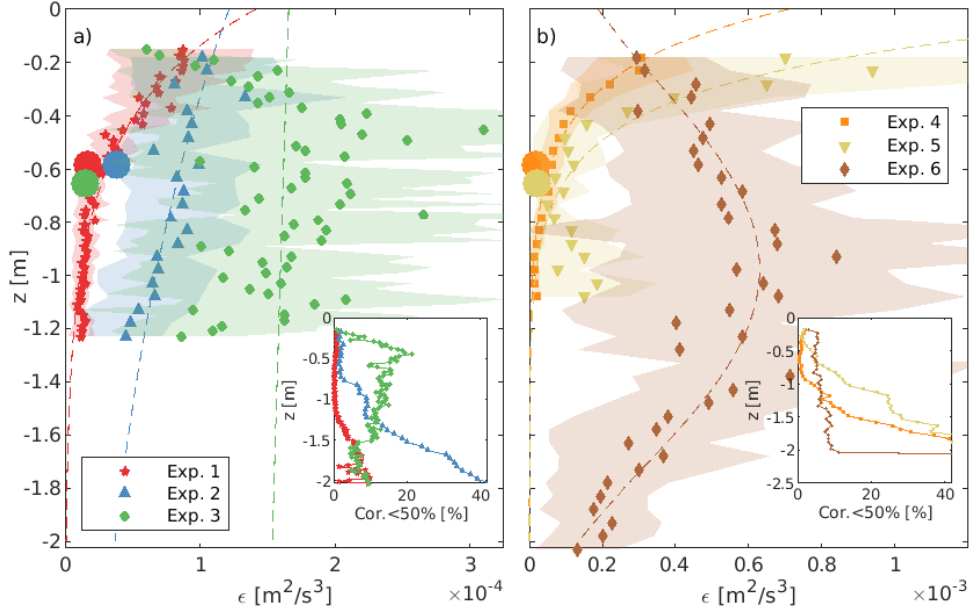 a)
0
-0.2
-0.4
-0.6
-0.8
-1
-1.2
-1.4
-1.6
-1.8
-2
z [m]
0
1
2
3
ϵ [m²/s³]
×10⁻⁴
Exp. 1
Exp. 2
Exp. 3
0
-0.5
-1
-1.5
-2
z [m]
0
20
40
Cor.<50% [%]
b)
Exp. 4
Exp. 5
Exp. 6
0
0.2
0.4
0.6
0.8
1
ϵ [m²/s³]
×10⁻³
0
-0.5
-1
-1.5
-2
-2.5
z [m]
0
20
40
Cor.<50% [%]